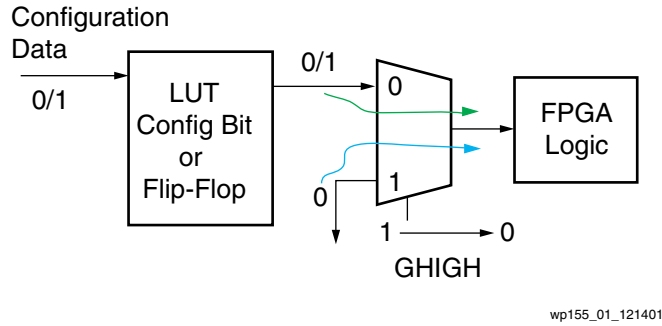 Configuration
Data
0/1
LUT
Config Bit
or
Flip-Flop
0/1
0
1
0
1
0
GHIGH
FPGA
Logic
wp155_01_121401